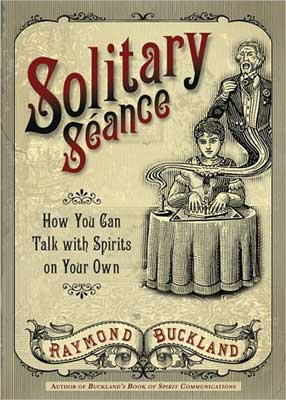 Solitary
Séance
How You Can
Talk with Spirits
on Your Own
RAYMOND BUCKLAND
AUTHOR OF BUCKLAND'S BOOK OF SPIRIT COMMUNICATIONS